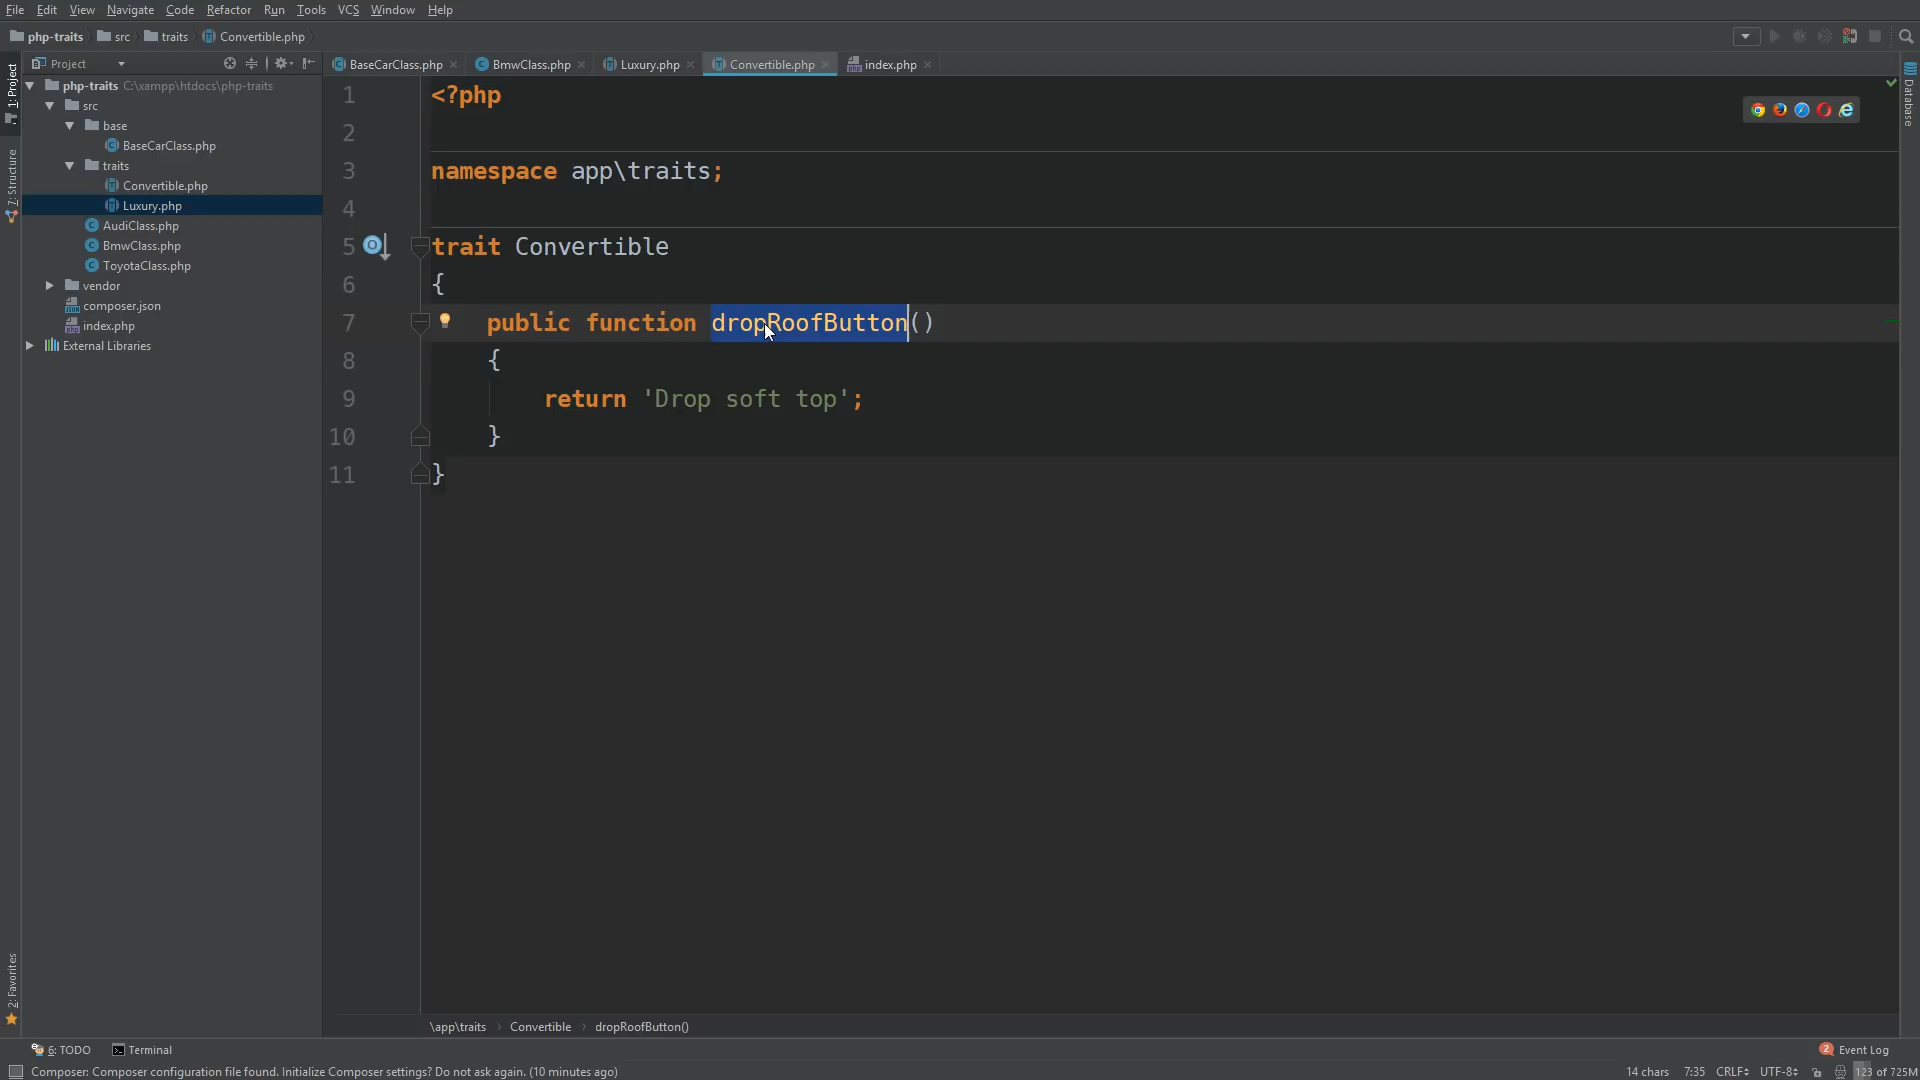 File Edit View Navigate Code Refactor Run Tools VCS Window Help
php-traits src traits Convertible.php
1: Project
7: Structure
2: Favorites
Project
php-traits C:\xampp\htdocs\php-traits
src
base
BaseCarClass.php
traits
Convertible.php
Luxury.php
AudiClass.php
BmwClass.php
ToyotaClass.php
vendor
composer.json
index.php
External Libraries
BaseCarClass.php BmwClass.php Luxury.php Convertible.php index.php
1 <?php
2
3 namespace app\traits;
4
5 trait Convertible
6 {
7 public function dropRoofButton()
8 {
9 return 'Drop soft top';
10 }
11 }
Database
\app\traits › Convertible › dropRoofButton()
6: TODO Terminal
2 Event Log
Composer: Composer configuration file found. Initialize Composer settings? Do not ask again. (10 minutes ago)
14 chars 7:35 CRLF UTF-8 123 of 725M